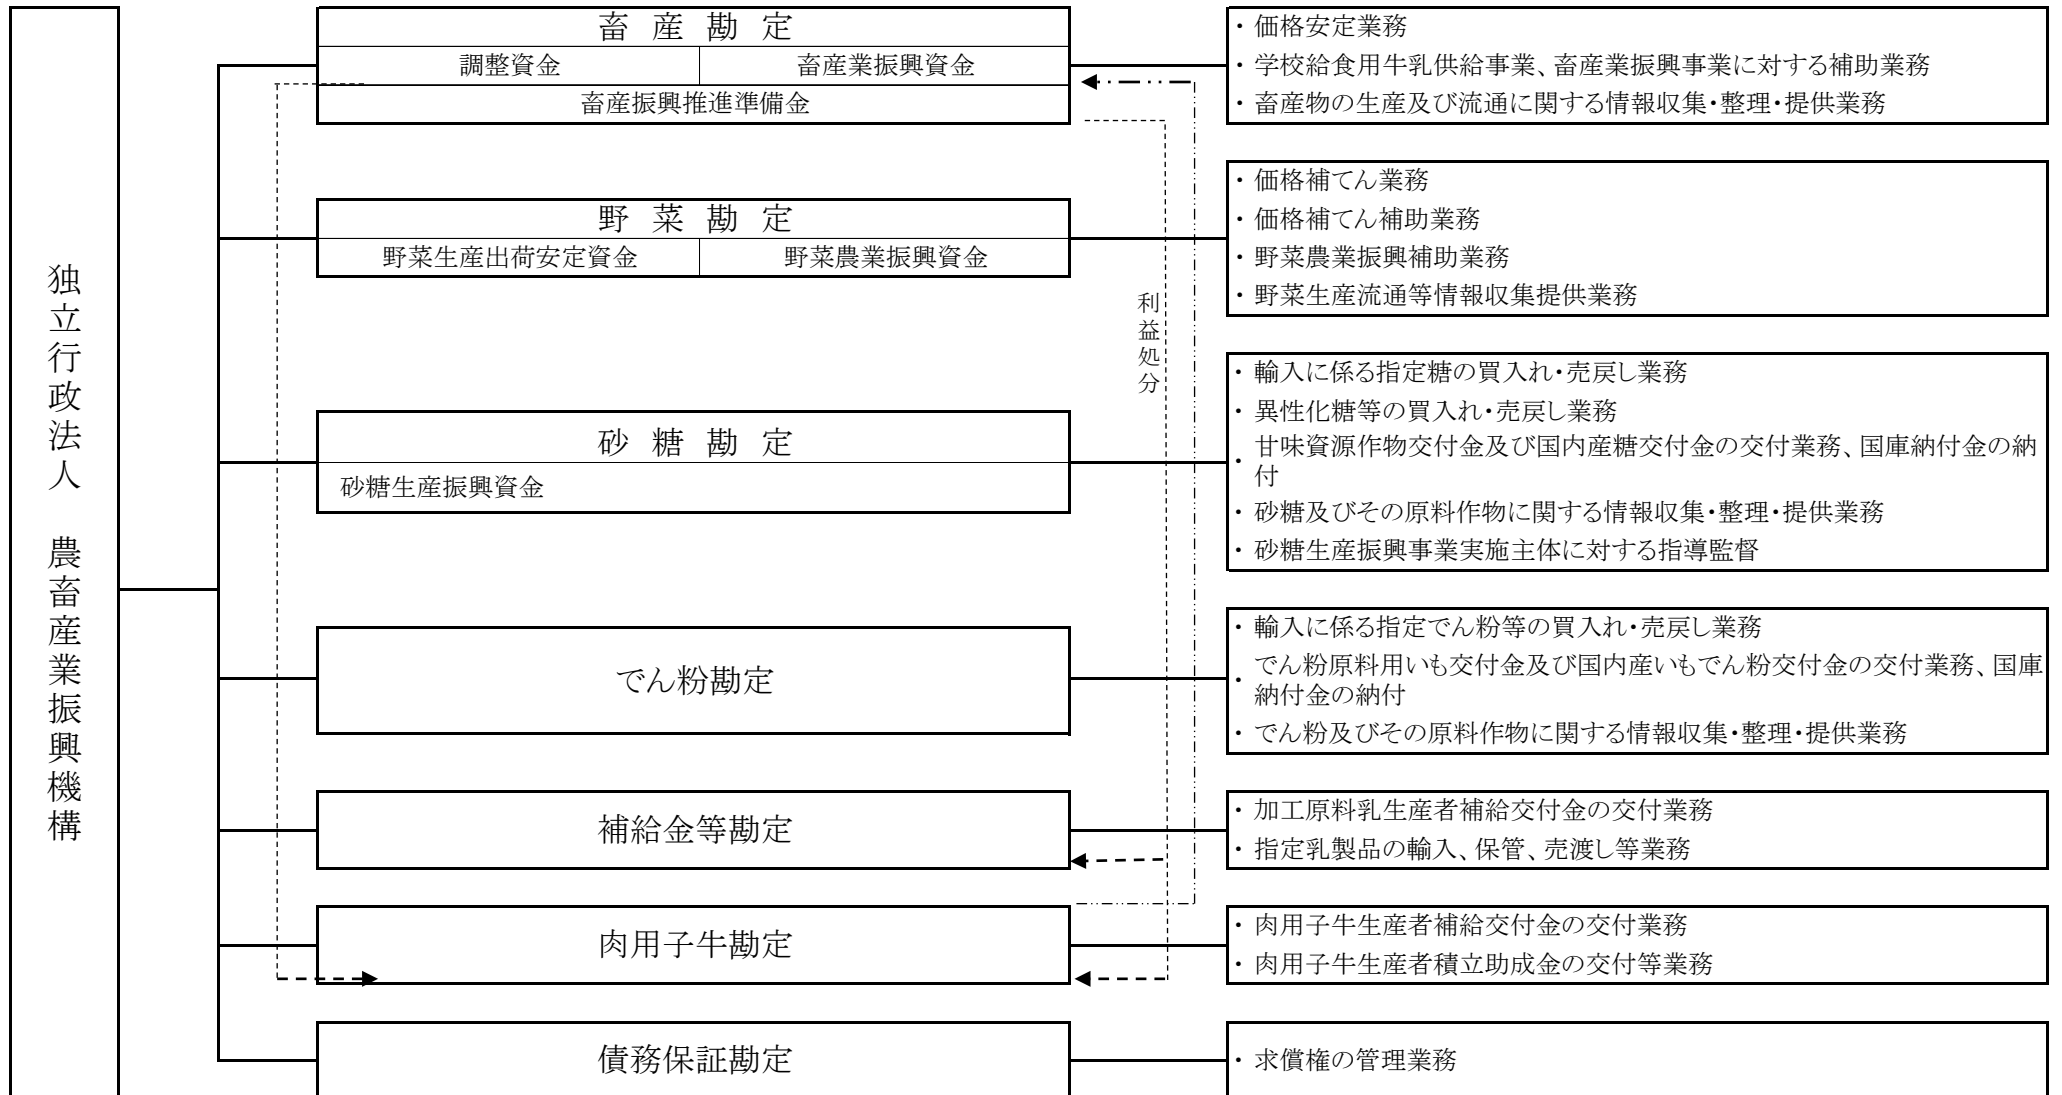 独立行政法人　農畜産業振興機構
畜産勘定
調整資金
畜産業振興資金
畜産振興推進準備金
・価格安定業務
・学校給食用牛乳供給事業、畜産業振興事業に対する補助業務
・畜産物の生産及び流通に関する情報収集・整理・提供業務
野菜勘定
野菜生産出荷安定資金
野菜農業振興資金
・価格補てん業務
・価格補てん補助業務
・野菜農業振興補助業務
・野菜生産流通等情報収集提供業務
利益処分
砂糖勘定
砂糖生産振興資金
・輸入に係る指定糖の買入れ・売戻し業務
・異性化糖等の買入れ・売戻し業務
・甘味資源作物交付金及び国内産糖交付金の交付業務、国庫納付金の納
付
・砂糖及びその原料作物に関する情報収集・整理・提供業務
・砂糖生産振興事業実施主体に対する指導監督
でん粉勘定
・輸入に係る指定でん粉等の買入れ・売戻し業務
・でん粉原料用いも交付金及び国内産いもでん粉交付金の交付業務、国庫
納付金の納付
・でん粉及びその原料作物に関する情報収集・整理・提供業務
補給金等勘定
・加工原料乳生産者補給交付金の交付業務
・指定乳製品の輸入、保管、売渡し等業務
肉用子牛勘定
・肉用子牛生産者補給交付金の交付業務
・肉用子牛生産者積立助成金の交付等業務
債務保証勘定
・求償権の管理業務